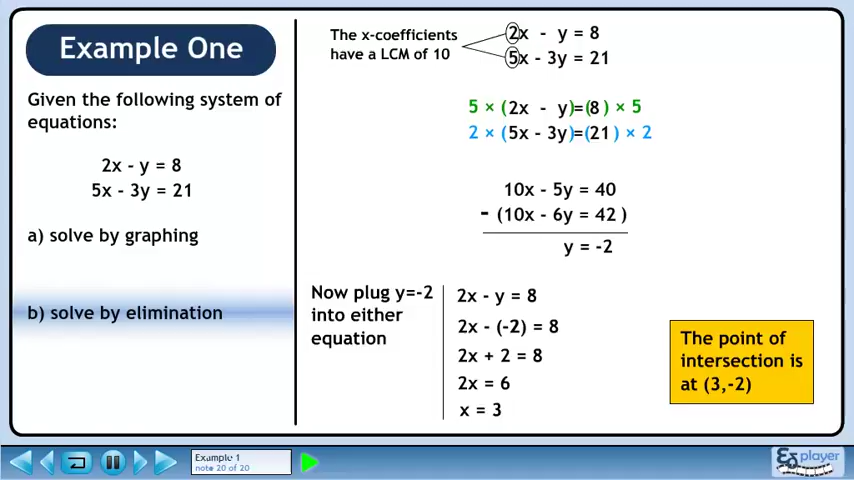 Example One
Given the following system of
equations:
2x - y = 8
5x - 3y = 21
a) solve by graphing
b) solve by elimination
The x-coefficients
have a LCM of 10
2x - y = 8
5x - 3y = 21
5 × (2x - y)=(8) × 5
2 × (5x - 3y)=(21) × 2
10x - 5y = 40
- (10x - 6y = 42)
y = -2
Now plug y=-2
into either
equation
2x - y = 8
2x - (-2) = 8
2x + 2 = 8
2x = 6
x = 3
The point of
intersection is
at (3,-2)
Example 1
note 20 of 20
player